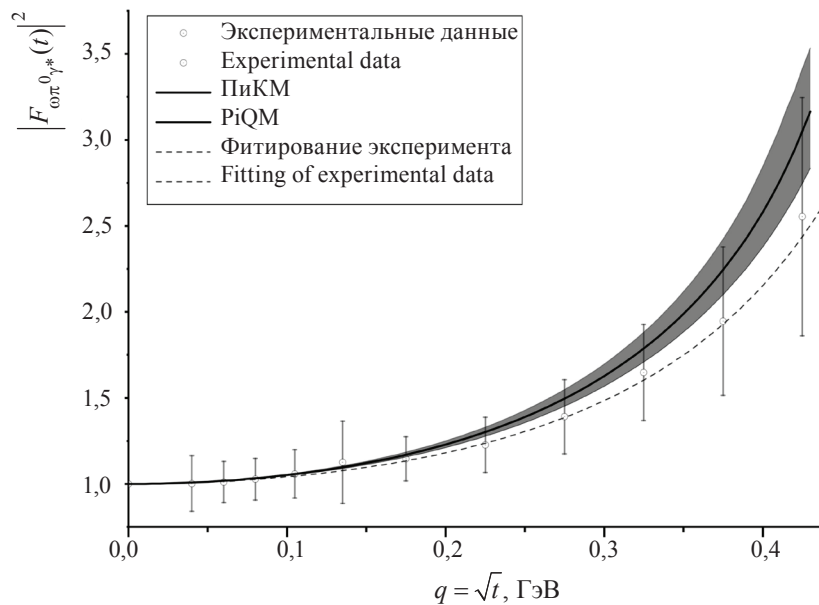 |F_{ωπ⁰γ*}(t)|²
3,5
3,0
2,5
2,0
1,5
1,0
Экспериментальные данные
Experimental data
ПиКМ
PiQM
Фитирование эксперимента
Fitting of experimental data
0,0 0,1 0,2 0,3 0,4
q = √t, ГэВ